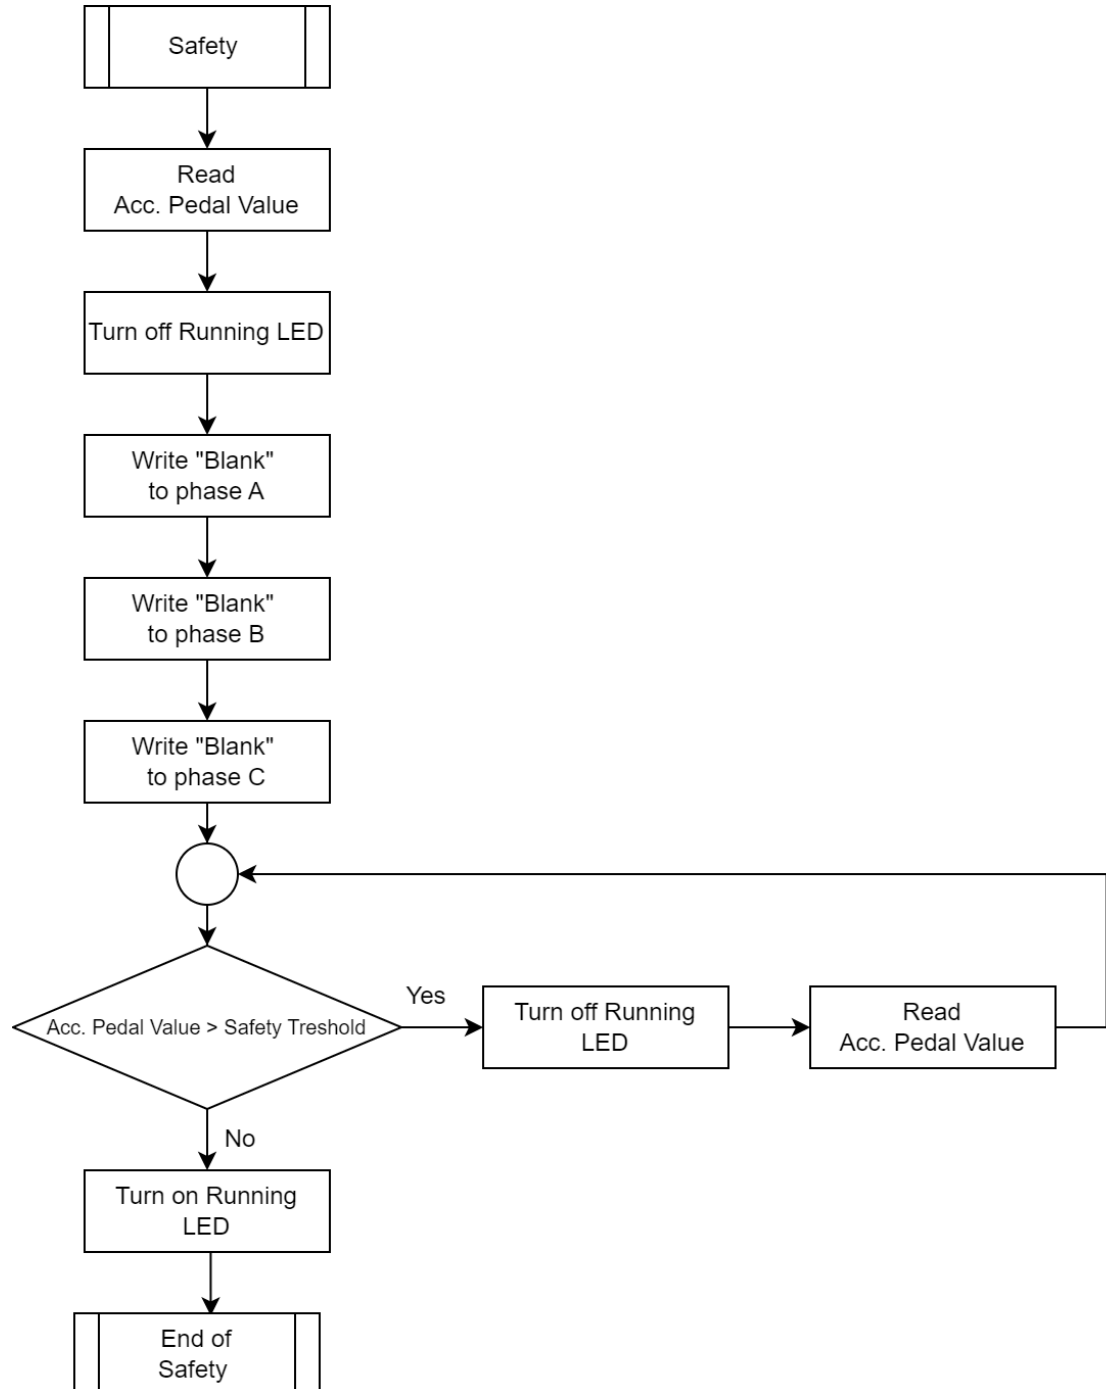 Safety
Read
Acc. Pedal Value
Turn off Running LED
Write "Blank"
to phase A
Write "Blank"
to phase B
Write "Blank"
to phase C
Acc. Pedal Value > Safety Treshold
Yes
Turn off Running
LED
Read
Acc. Pedal Value
No
Turn on Running
LED
End of
Safety